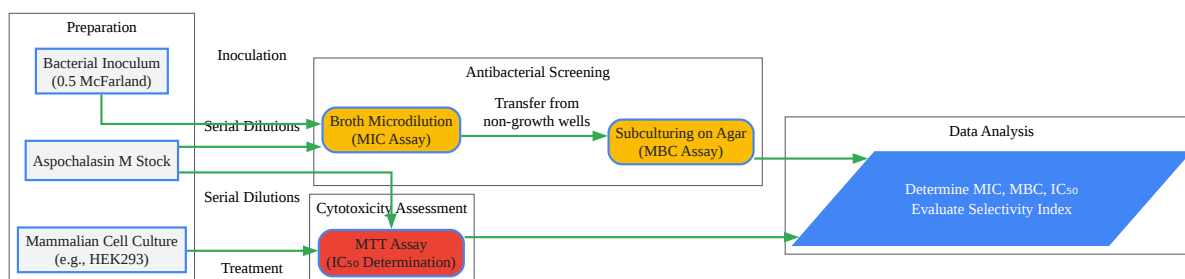 Preparation
Bacterial Inoculum
(0.5 McFarland)
Aspochalasin M Stock
Mammalian Cell Culture
(e.g., HEK293)
Inoculation
Serial Dilutions
Serial Dilutions
Treatment
Antibacterial Screening
Broth Microdilution
(MIC Assay)
Transfer from
non-growth wells
Subculturing on Agar
(MBC Assay)
Cytotoxicity Assessment
MTT Assay
(IC₅₀ Determination)
Data Analysis
Determine MIC, MBC, IC₅₀
Evaluate Selectivity Index